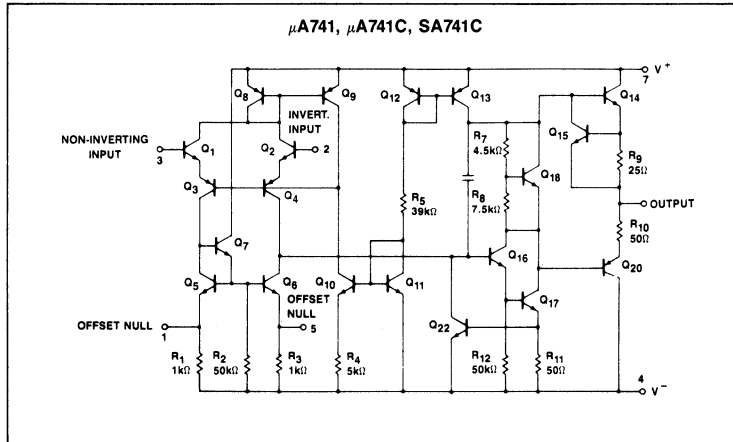 μA741, μA741C, SA741C
V+
7
Q8
Q9
Q12
Q13
Q14
INVERT.
INPUT
2
NON-INVERTING
INPUT
3
Q1
Q2
Q15
R7
4.5kΩ
R9
25Ω
Q18
Q3
Q4
R5
39kΩ
R8
7.5kΩ
OUTPUT
R10
50Ω
Q7
Q16
Q20
Q5
Q6
Q10
Q11
Q17
OFFSET
NULL
5
OFFSET NULL
1
Q22
R1
1kΩ
R2
50kΩ
R3
1kΩ
R4
5kΩ
R12
50kΩ
R11
50Ω
4
V−